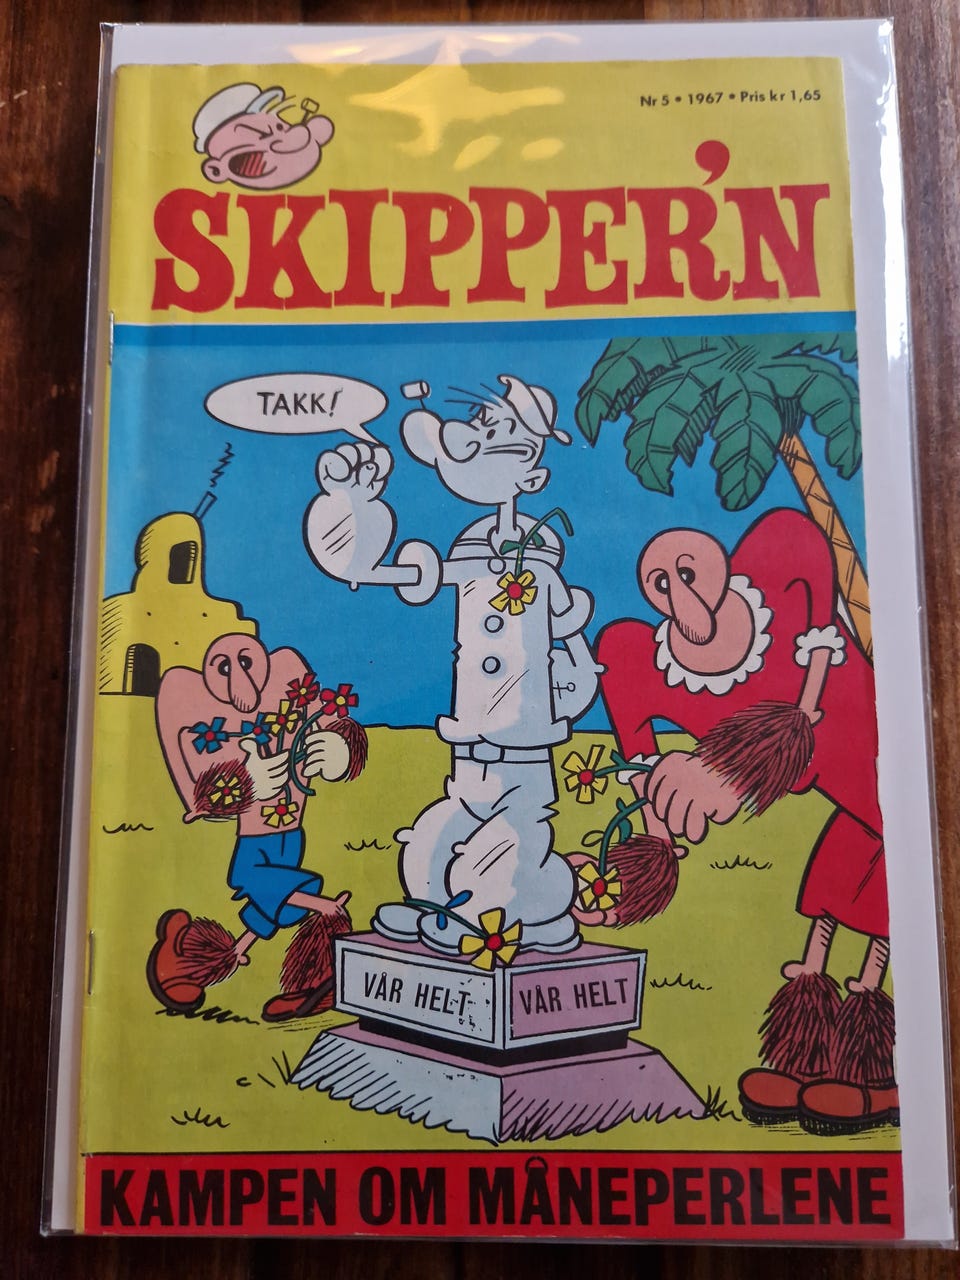 Nr 5 • 1967 • Pris kr 1,65
SKIPPER'N
TAKK!
VÅR HELT
VÅR HELT
KAMPEN OM MÅNEPERLENE